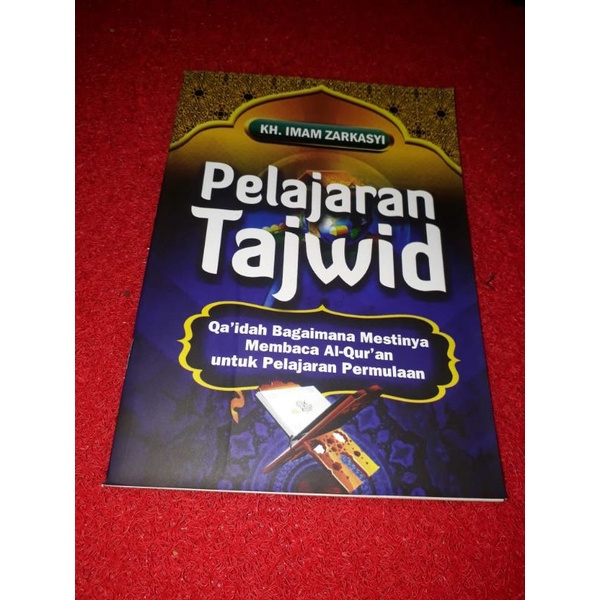 KH. IMAM ZARKASYI
Pelajaran
Tajwid
Qa'idah Bagaimana Mestinya
Membaca Al-Qur'an
untuk Pelajaran Permulaan